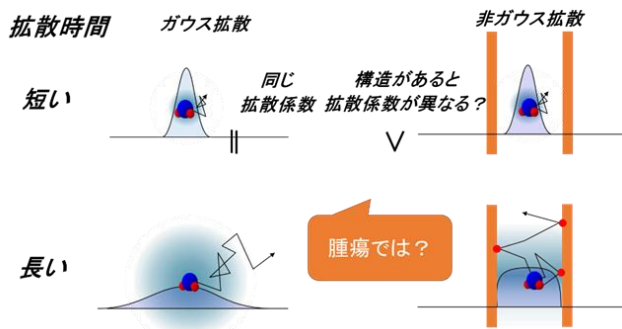 拡散時間
ガウス拡散
非ガウス拡散
短い
同じ
拡散係数
構造があると
拡散係数が異なる？
||
∨
長い
腫瘍では？